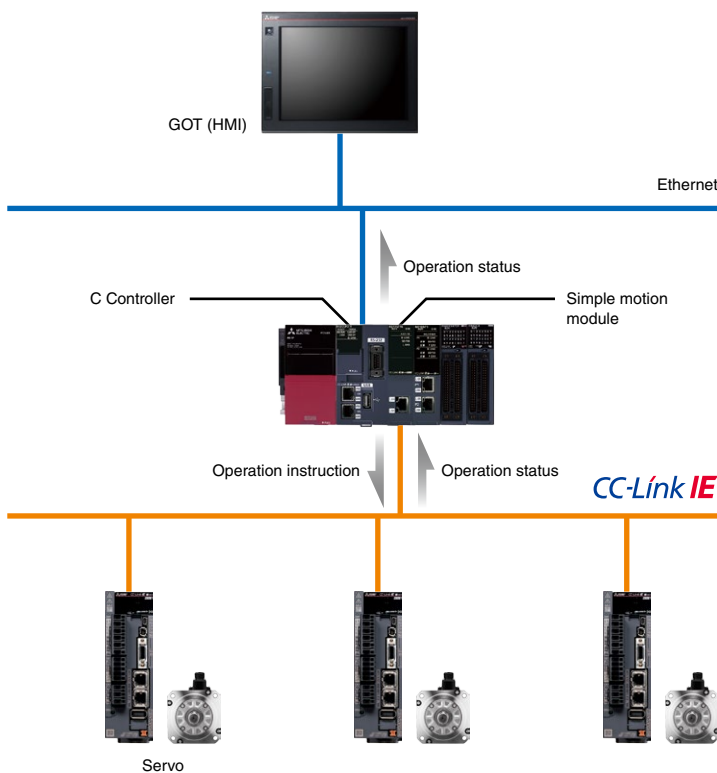 GOT (HMI)
Ethernet
Operation status
C Controller
Simple motion
module
Operation instruction
Operation status
CC-Link IE
Servo